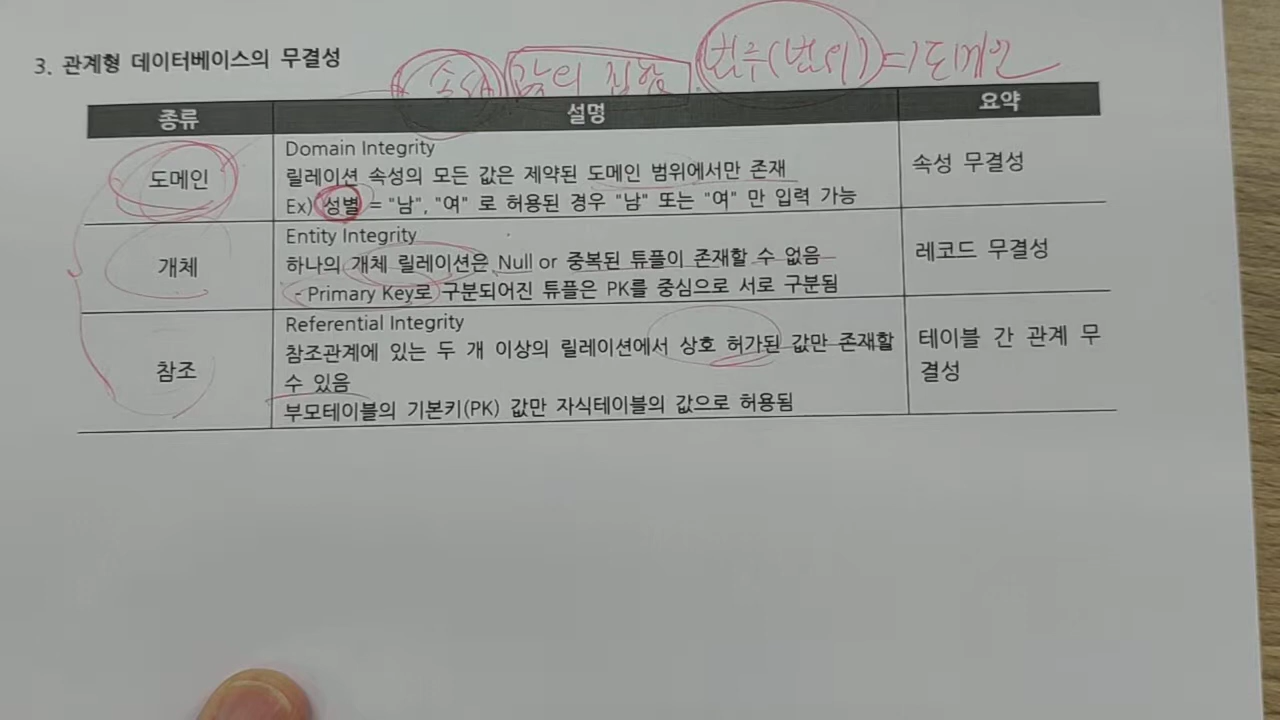 3. 관계형 데이터베이스의 무결성
속성 값의 집합. 범주(범위) => 도메인
종류 설명 요약
도메인
Domain Integrity
릴레이션 속성의 모든 값은 제약된 도메인 범위에서만 존재
Ex) 성별 = "남", "여" 로 허용된 경우 "남" 또는 "여" 만 입력 가능
속성 무결성
개체
Entity Integrity
하나의 개체 릴레이션은 Null or 중복된 튜플이 존재할 수 없음
- Primary Key로 구분되어진 튜플은 PK를 중심으로 서로 구분됨
레코드 무결성
참조
Referential Integrity
참조관계에 있는 두 개 이상의 릴레이션에서 상호 허가된 값만 존재할
수 있음
부모테이블의 기본키(PK) 값만 자식테이블의 값으로 허용됨
테이블 간 관계 무
결성